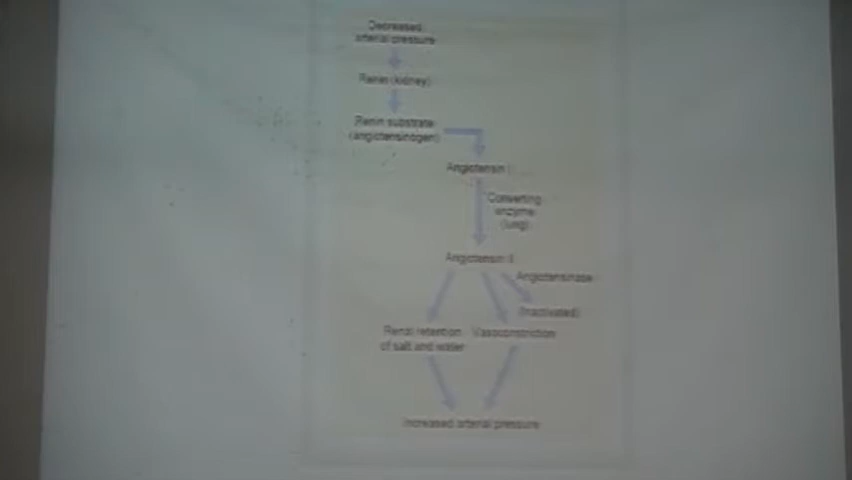 Decreased
arterial pressure
Renin (kidney)
Renin substrate
(angiotensinogen)
Angiotensin I
Converting
enzyme
(lung)
Angiotensin II
Angiotensinase
(Inactivated)
Renal retention
of salt and water
Vasoconstriction
Increased arterial pressure